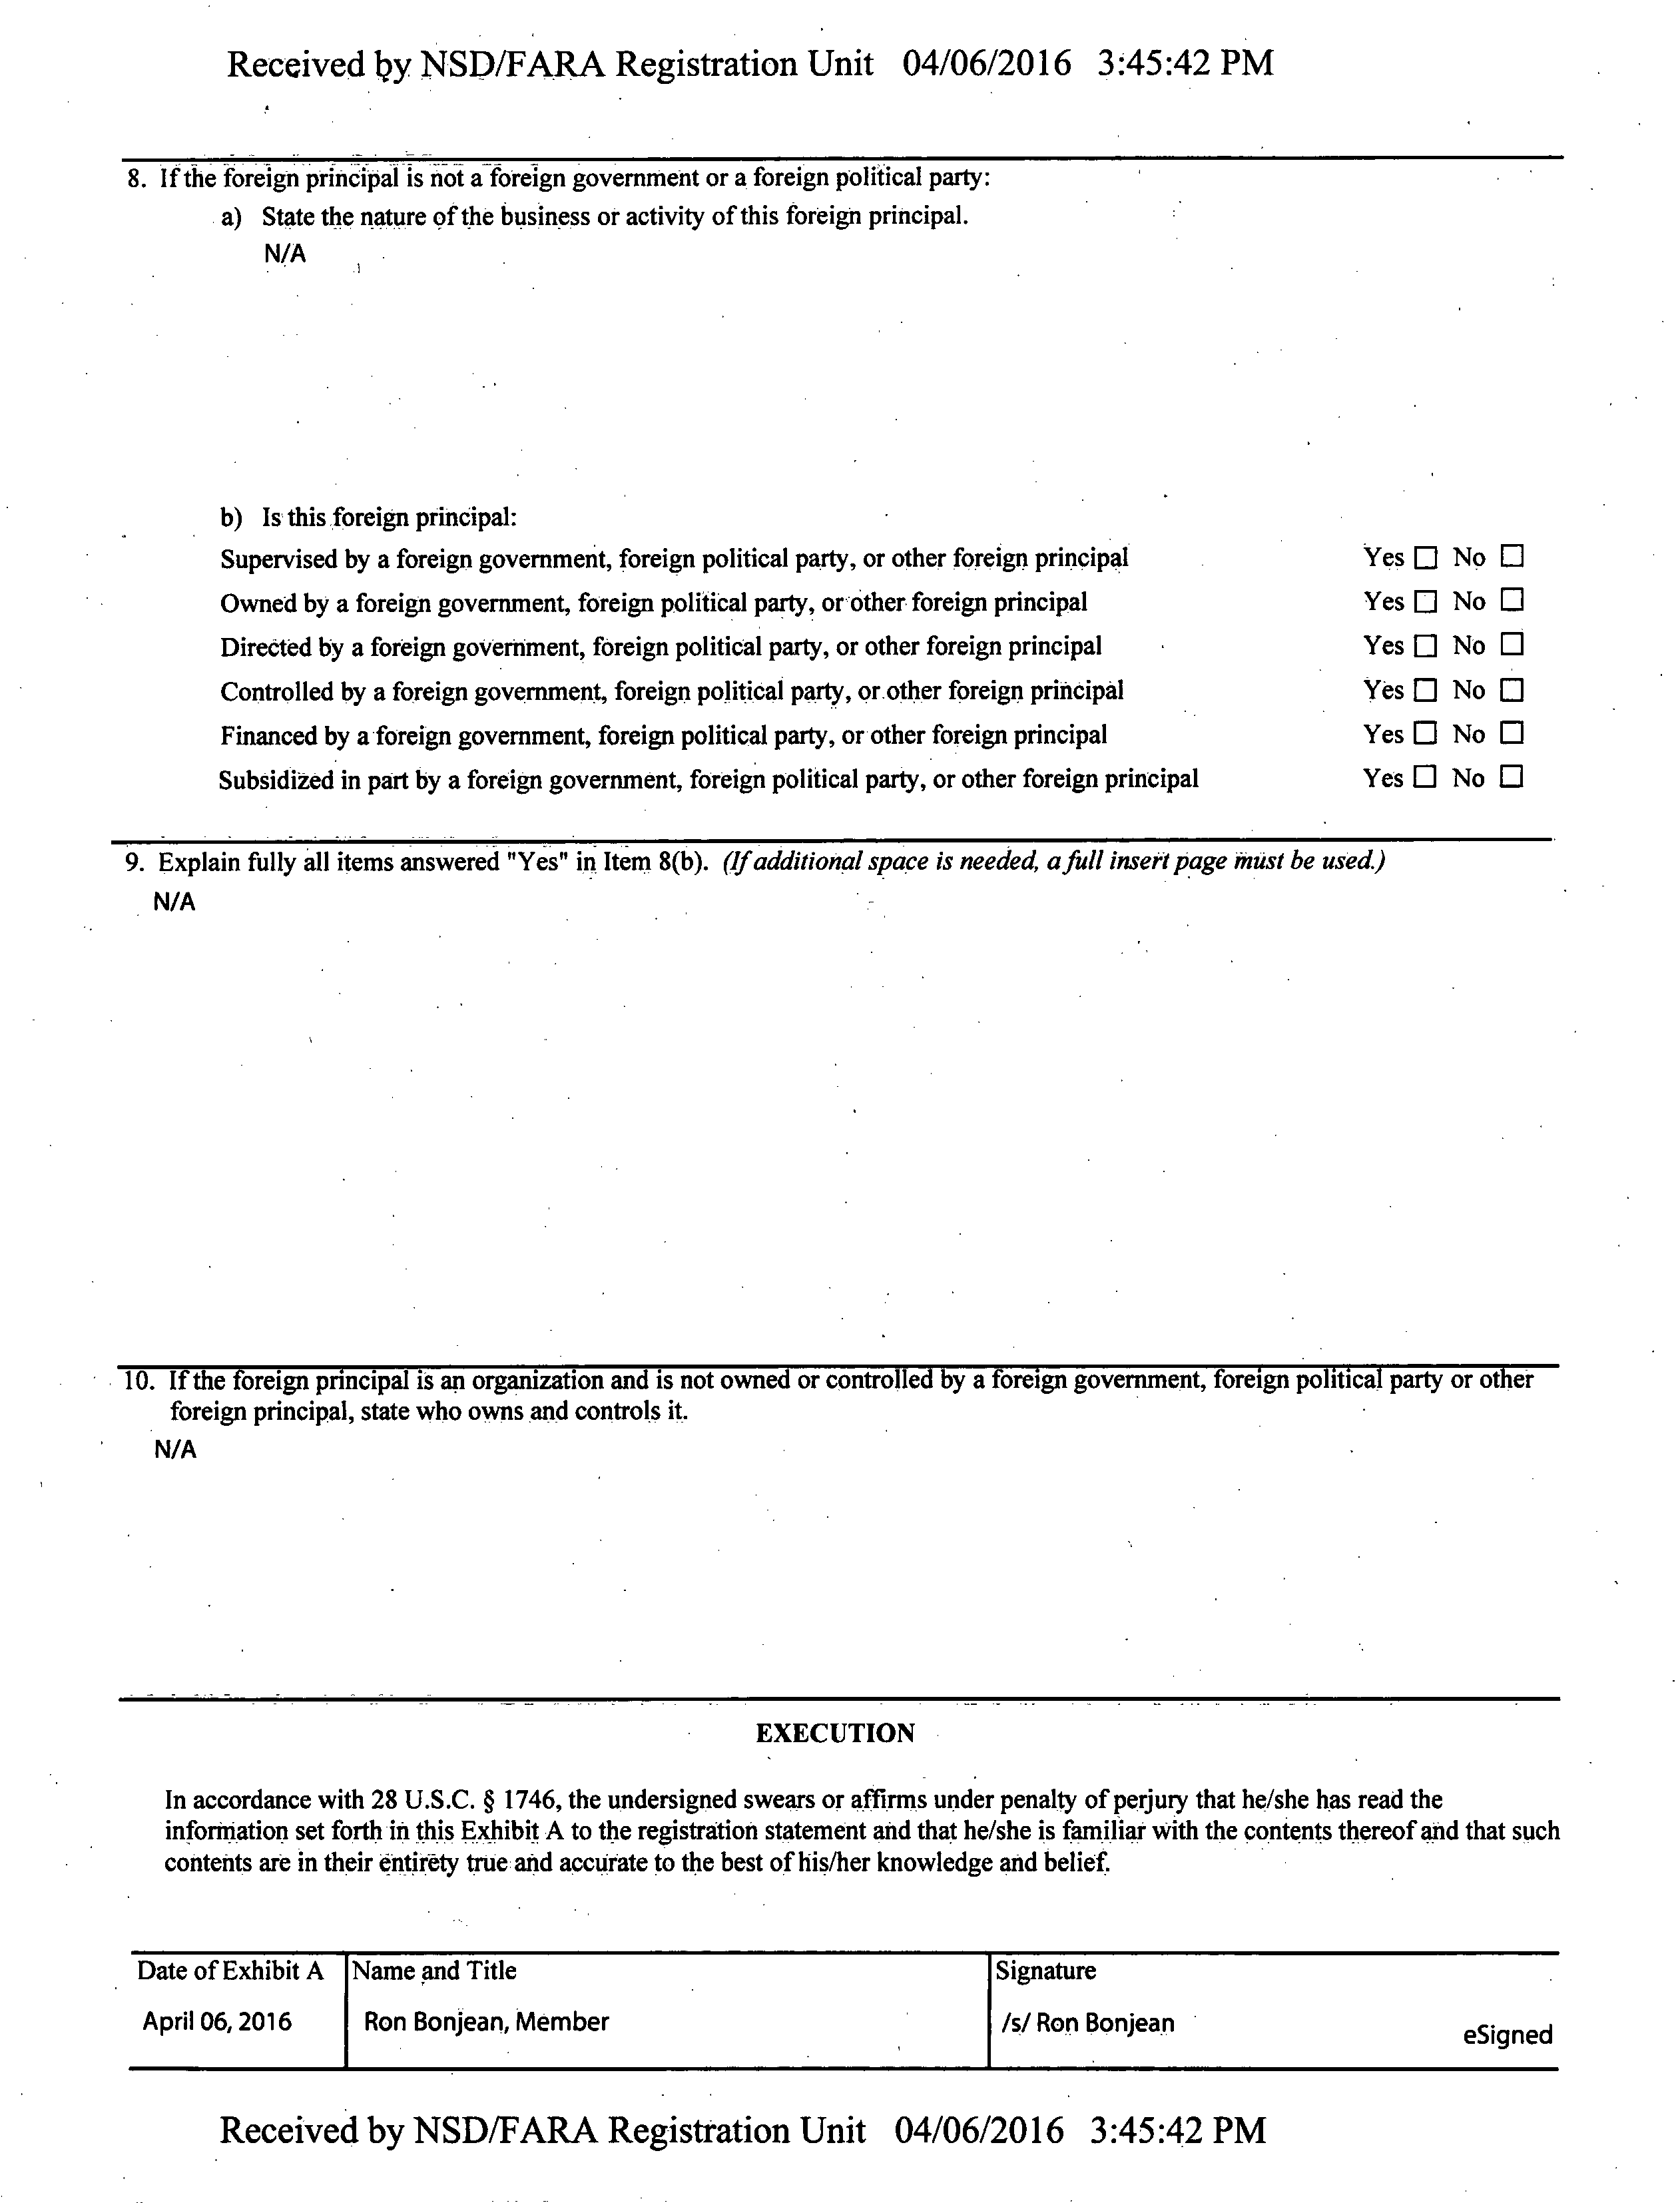 Received by NSD/FARA Registration Unit 04/06/2016 3:45:42 PM
8. If the foreign principal is not a foreign government or a foreign political party:
a) State the nature of the business or activity of this foreign principal.
N/A
b) Is this foreign principal:
Supervised by a foreign government, foreign political party, or other foreign principal Yes ☐ No ☐
Owned by a foreign government, foreign political party, or other foreign principal Yes ☐ No ☐
Directed by a foreign government, foreign political party, or other foreign principal Yes ☐ No ☐
Controlled by a foreign government, foreign political party, or other foreign principal Yes ☐ No ☐
Financed by a foreign government, foreign political party, or other foreign principal Yes ☐ No ☐
Subsidized in part by a foreign government, foreign political party, or other foreign principal Yes ☐ No ☐
9. Explain fully all items answered "Yes" in Item 8(b). (If additional space is needed, a full insert page must be used.)
N/A
10. If the foreign principal is an organization and is not owned or controlled by a foreign government, foreign political party or other
foreign principal, state who owns and controls it.
N/A
EXECUTION
In accordance with 28 U.S.C. § 1746, the undersigned swears or affirms under penalty of perjury that he/she has read the
information set forth in this Exhibit A to the registration statement and that he/she is familiar with the contents thereof and that such
contents are in their entirety true and accurate to the best of his/her knowledge and belief.
Date of Exhibit A Name and Title Signature
April 06, 2016 Ron Bonjean, Member /s/ Ron Bonjean eSigned
Received by NSD/FARA Registration Unit 04/06/2016 3:45:42 PM